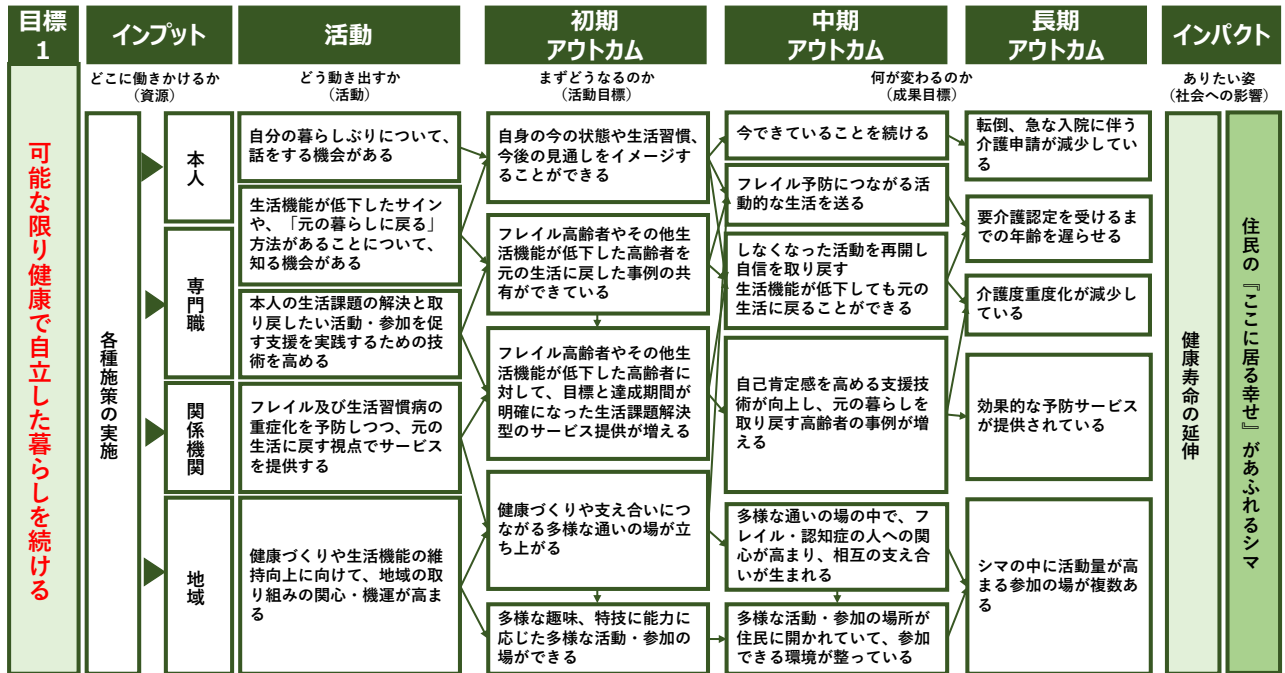 目標
1
インプット
活動
初期
アウトカム
中期
アウトカム
長期
アウトカム
インパクト
どこに働きかけるか
（資源）
どう動き出すか
（活動）
まずどうなるのか
（活動目標）
何が変わるのか
（成果目標）
ありたい姿
（社会への影響）
可能な限り健康で自立した暮らしを続ける
各種施策の実施
本人
専門職
関係機関
地域
自分の暮らしぶりについて、
話をする機会がある
生活機能が低下したサイン
や、「元の暮らしに戻る」
方法があることについて、
知る機会がある
本人の生活課題の解決と取
り戻したい活動・参加を促
す支援を実践するための技
術を高める
フレイル及び生活習慣病の
重症化を予防しつつ、元の
生活に戻す視点でサービス
を提供する
健康づくりや生活機能の維
持向上に向けて、地域の取
り組みの関心・機運が高ま
る
自身の今の状態や生活習慣、
今後の見通しをイメージす
ることができる
フレイル高齢者やその他生
活機能が低下した高齢者を
元の生活に戻した事例の共
有ができている
フレイル高齢者やその他生
活機能が低下した高齢者に
対して、目標と達成期間が
明確になった生活課題解決
型のサービス提供が増える
健康づくりや支え合いにつ
ながる多様な通いの場が立
ち上がる
多様な趣味、特技に能力に
応じた多様な活動・参加の
場ができる
今できていることを続ける
フレイル予防につながる活
動的な生活を送る
しなくなった活動を再開し
自信を取り戻す
生活機能が低下しても元の
生活に戻ることができる
自己肯定感を高める支援技
術が向上し、元の暮らしを
取り戻す高齢者の事例が増
える
多様な通いの場の中で、フ
レイル・認知症の人への関
心が高まり、相互の支え合
いが生まれる
多様な活動・参加の場所が
住民に開かれていて、参加
できる環境が整っている
転倒、急な入院に伴う
介護申請が減少してい
る
要介護認定を受けるま
での年齢を遅らせる
介護度重度化が減少し
ている
効果的な予防サービス
が提供されている
シマの中に活動量が高
まる参加の場が複数あ
る
健康寿命の延伸
住民の『ここに居る幸せ』があふれるシマ